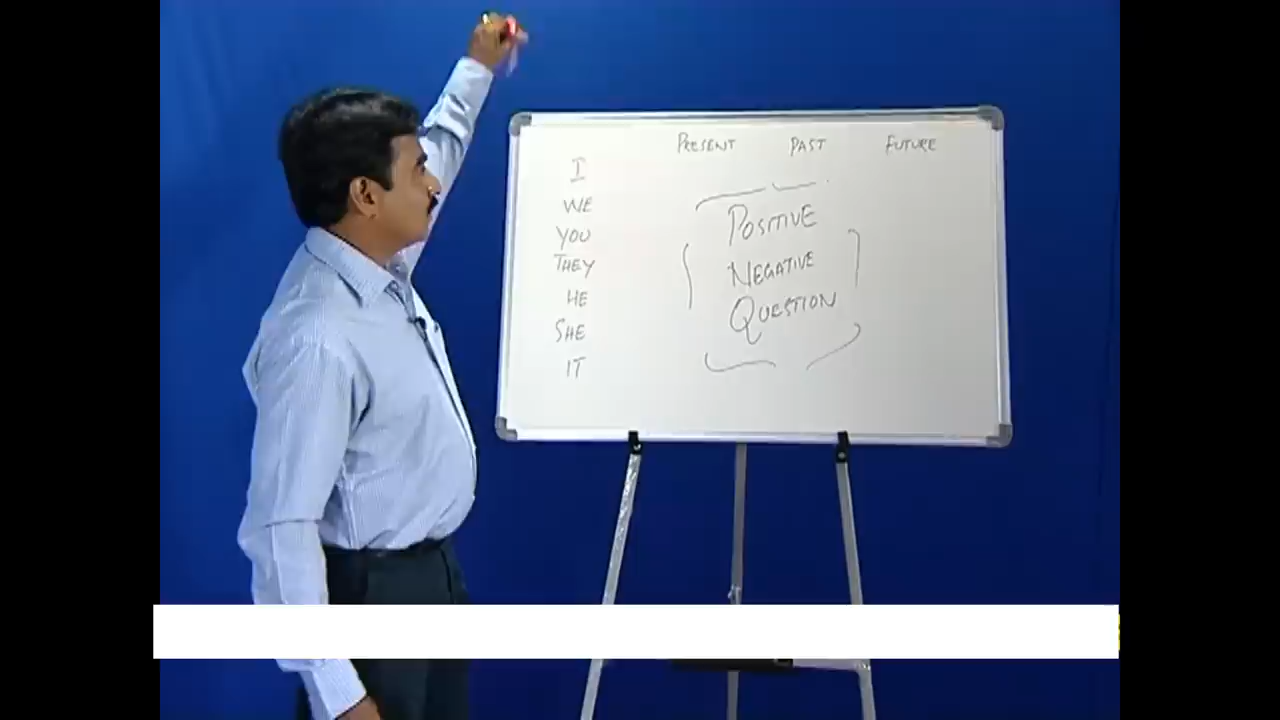 PRESENT PAST FUTURE
I
WE
YOU
THEY
HE
SHE
IT
POSITIVE
NEGATIVE
QUESTION